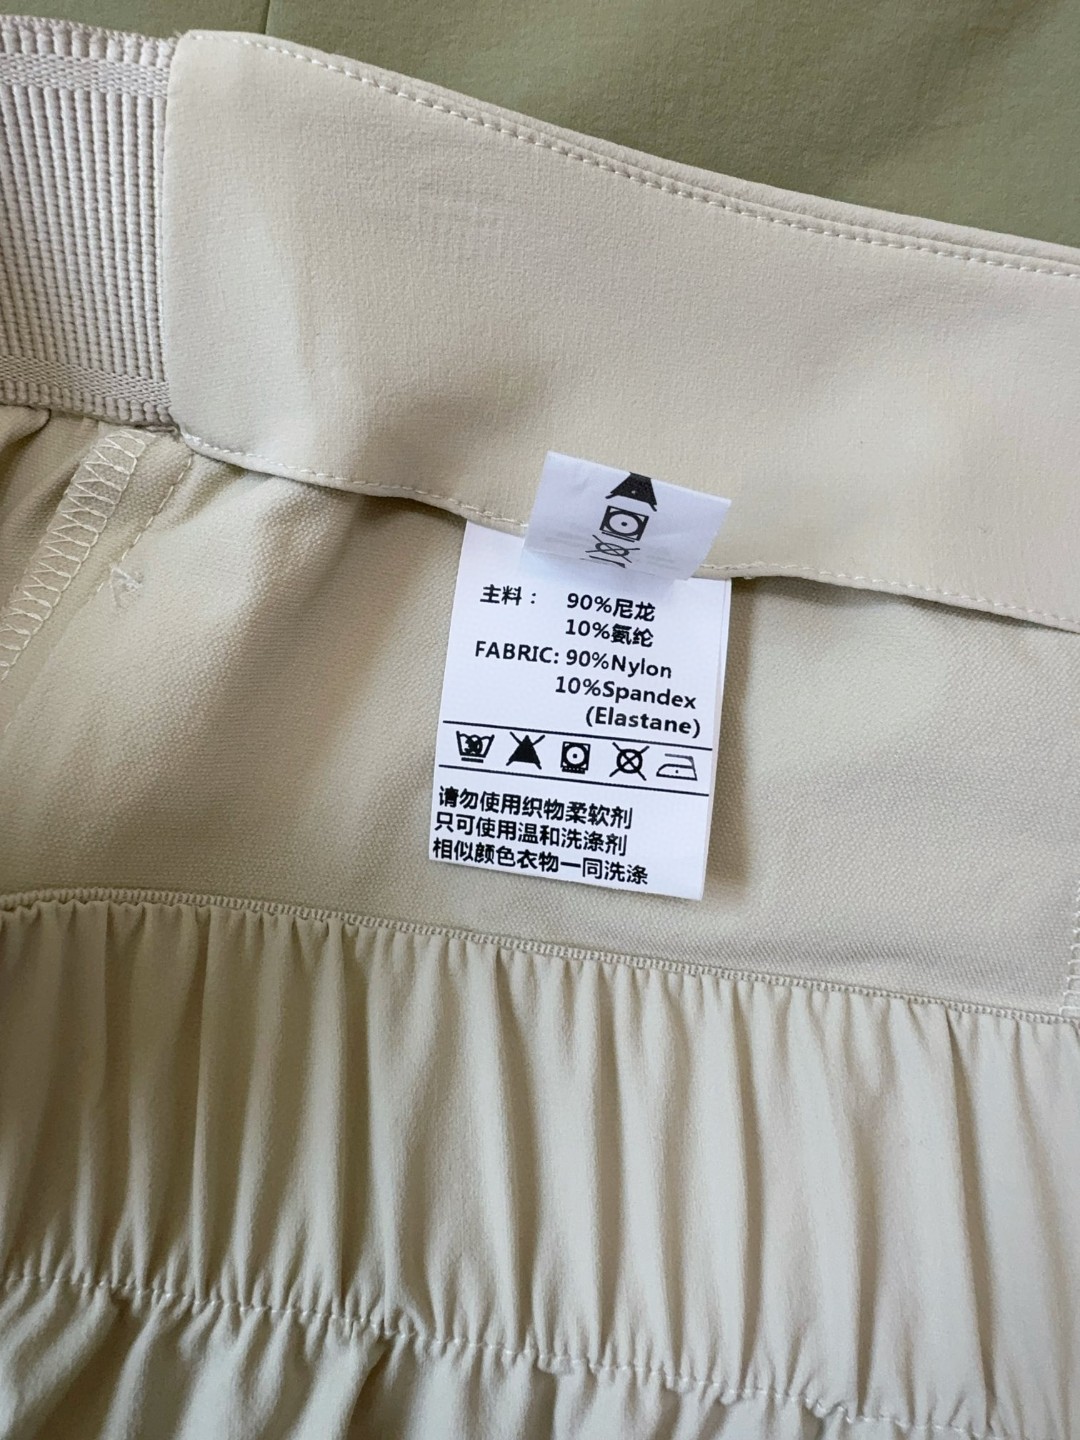 主料： 90%尼龙
10%氨纶
FABRIC: 90%Nylon
10%Spandex
(Elastane)
30
请勿使用织物柔软剂
只可使用温和洗涤剂
相似颜色衣物一同洗涤